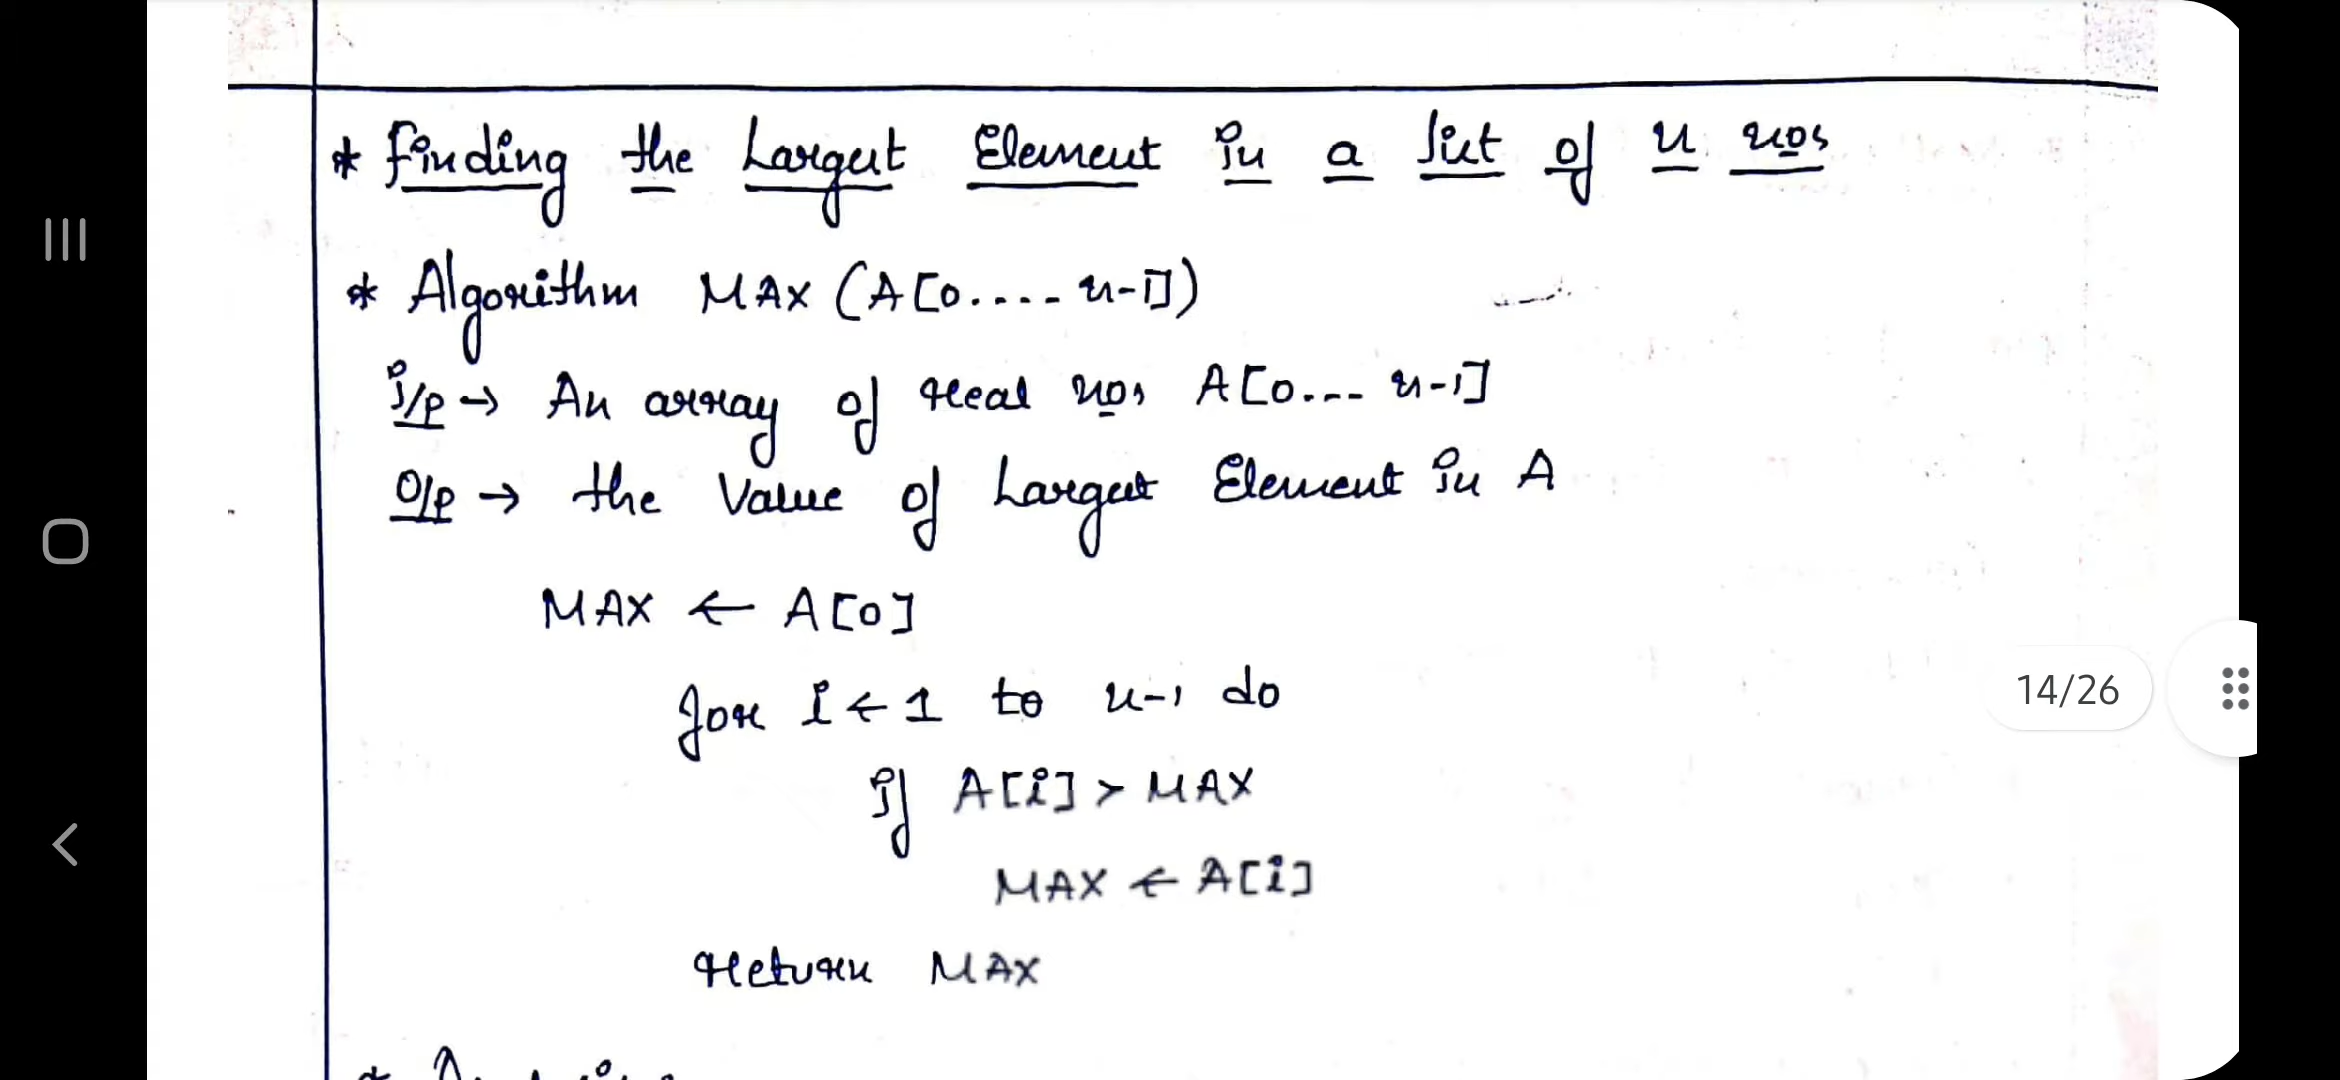 * Finding the Largest Element in a list of n nos
* Algorithm MAX (A[0.... n-1])
i/p → An array of real nos A[0... n-1]
O/p → the Value of Largest Element in A
MAX ← A[0]
for i ← 1 to n-1 do
if A[i] > MAX
MAX ← A[i]
return MAX
14/26